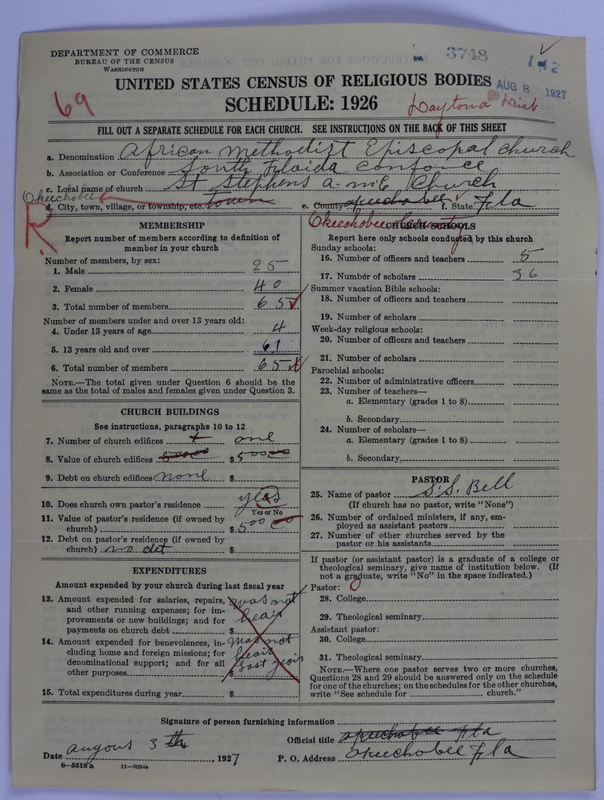 DEPARTMENT OF COMMERCE
BUREAU OF THE CENSUS
WASHINGTON
3748
AUG 8 1927
UNITED STATES CENSUS OF RELIGIOUS BODIES
SCHEDULE: 1926
69
Daytona Dist
FILL OUT A SEPARATE SCHEDULE FOR EACH CHURCH. SEE INSTRUCTIONS ON THE BACK OF THIS SHEET
a. Denomination African Methodist Episcopal church
b. Association or Conference South Floida Confonce
c. Local name of church St Stephens a. m. E Church
Okeechobee
d. City, town, village, or township, etc. town e. County okeechobee f. State Fla
R
Okeechobee County
MEMBERSHIP
Report number of members according to definition of member in your church
Number of members, by sex:
1. Male 25
2. Female 40
3. Total number of members 65
Number of members under and over 13 years old:
4. Under 13 years of age 4
5. 13 years old and over 61
6. Total number of members 65
NOTE.—The total given under Question 6 should be the same as the total of males and females given under Question 3.
CHURCH BUILDINGS
See instructions, paragraphs 10 to 12
7. Number of church edifices one
8. Value of church edifices $ 500
9. Debt on church edifices none $
10. Does church own pastor's residence yeas
Yes or No
11. Value of pastor's residence (if owned by church) $ 500
12. Debt on pastor's residence (if owned by church) no det $
EXPENDITURES
Amount expended by your church during last fiscal year
13. Amount expended for salaries, repairs, and other running expenses; for improvements or new buildings; and for payments on church debt $ was not hear
14. Amount expended for benevolences, including home and foreign missions; for denominational support; and for all other purposes $ was not hear last year
15. Total expenditures during year $
CHURCH SCHOOLS
Report here only schools conducted by this church
Sunday schools:
16. Number of officers and teachers 5
17. Number of scholars 36
Summer vacation Bible schools:
18. Number of officers and teachers
19. Number of scholars
Week-day religious schools:
20. Number of officers and teachers
21. Number of scholars
Parochial schools:
22. Number of administrative officers
23. Number of teachers—
a. Elementary (grades 1 to 8)
b. Secondary
24. Number of scholars—
a. Elementary (grades 1 to 8)
b. Secondary
PASTOR
25. Name of pastor S. S. Bell
(If church has no pastor, write "None")
26. Number of ordained ministers, if any, employed as assistant pastors
27. Number of other churches served by the pastor or his assistants
If pastor (or assistant pastor) is a graduate of a college or theological seminary, give name of institution below. (If not a graduate, write "No" in the space indicated.)
Pastor: O
28. College
29. Theological seminary
Assistant pastor:
30. College
31. Theological seminary
NOTE.—Where one pastor serves two or more churches, Questions 28 and 29 should be answered only on the schedule for one of the churches; on the schedules for the other churches, write "See schedule for church."
Signature of person furnishing information
Official title okeechobee Fla
Date angous 3 th, 1927 P. O. Address okeechobee Fla
8—5518 a 11—8664a